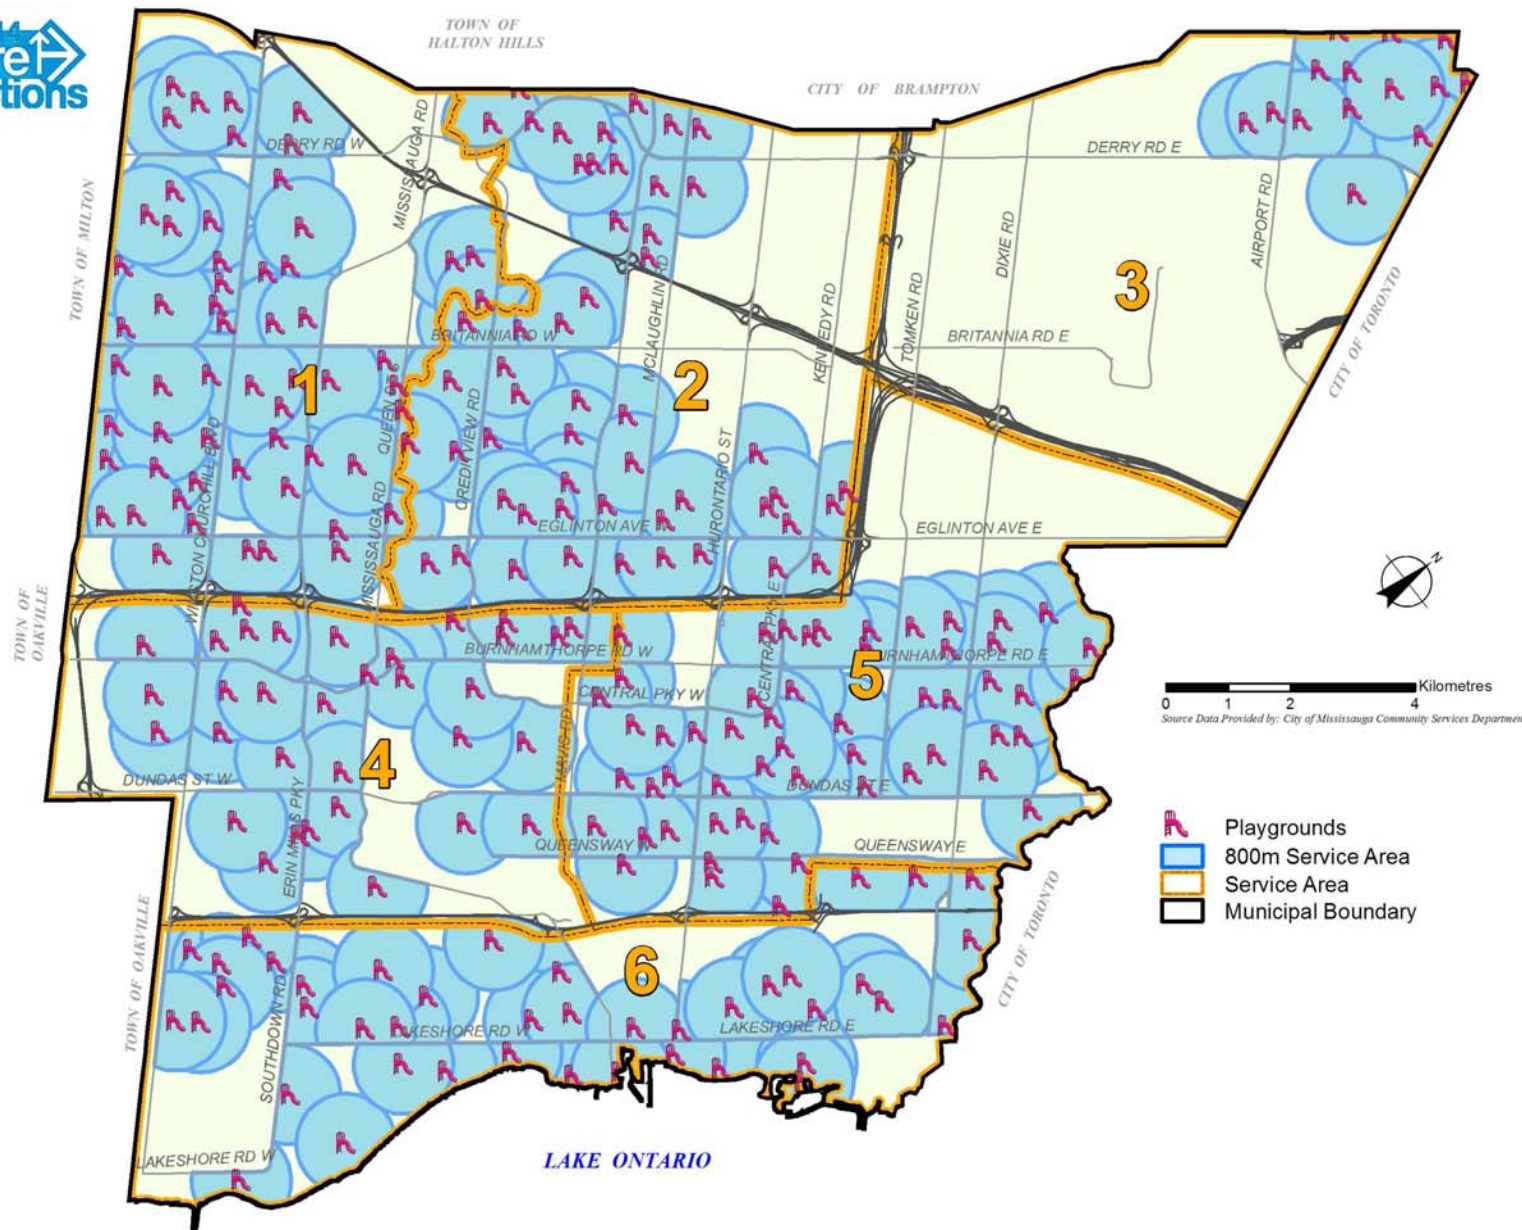 re
tions
TOWN OF
HALTON HILLS
CITY OF BRAMPTON
DERRY RD W
MISSISSAUGA RD
DERRY RD E
TOWN OF MILTON
MCLAUGHLIN RD
KENNEDY RD
TOMKEN RD
DIXIE RD
AIRPORT RD
3
CITY OF TORONTO
BRITANNIA RD W
BRITANNIA RD E
1
2
QUEEN ST S
CREDITVIEW RD
WINSTON CHURCHILL BLVD
HURONTARIO ST
EGLINTON AVE W
EGLINTON AVE E
MISSISSAUGA RD
TOWN OF
OAKVILLE
N
BURNHAMTHORPE RD W
BURNHAMTHORPE RD E
CENTRAL PKY E
5
CENTRAL PKY W
MAVIS RD
Kilometres
0 1 2 4
Source Data Provided by: City of Mississauga Community Services Department
4
DUNDAS ST W
DUNDAS ST E
ERIN MILLS PKY
QUEENSWAY W
QUEENSWAY E
Playgrounds
800m Service Area
Service Area
Municipal Boundary
TOWN OF OAKVILLE
CITY OF TORONTO
6
SOUTHDOWN RD
LAKESHORE RD W
LAKESHORE RD E
LAKESHORE RD W
LAKE ONTARIO